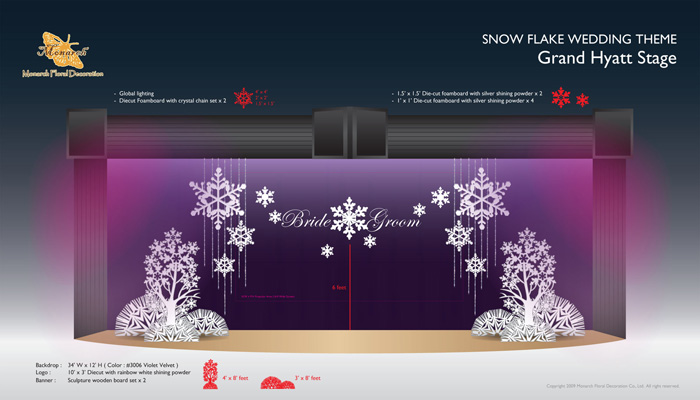 Monarch
Monarch Floral Decoration
SNOW FLAKE WEDDING THEME
Grand Hyatt Stage
- Global lighting
- Diecut Foamboard with crystal chain set x 2
- 1.5' x 1.5' Die-cut foamboard with silver shining powder x 2
- 1' x 1' Die-cut foamboard with silver shining powder x 4
Bride Groom
6 feet
Backdrop : 34' W x 12' H ( Color : #3006 Violet Velvet )
Logo : 10' x 3' Diecut with rainbow white shining powder
Banner : Sculpture wooden board set x 2
4' x 8' feet
3' x 8' feet
Copyright 2009 Monarch Floral Decoration Co., Ltd. All right reserved.